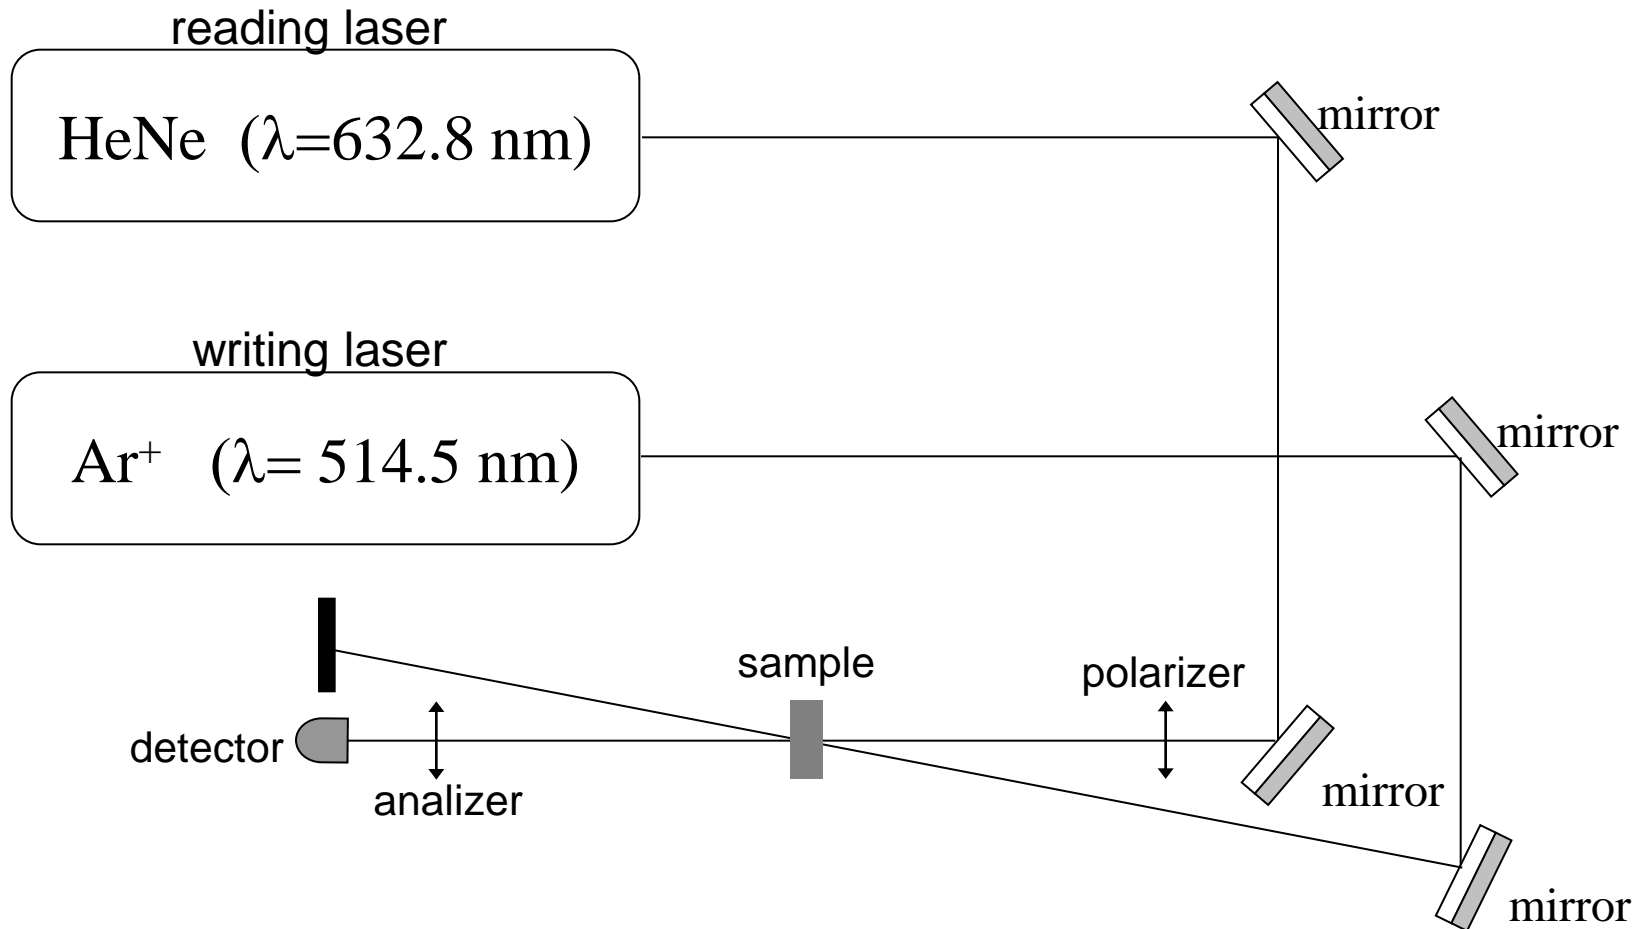 reading laser
HeNe (λ=632.8 nm)
mirror
writing laser
Ar⁺ (λ= 514.5 nm)
mirror
sample
polarizer
detector
analizer
mirror
mirror